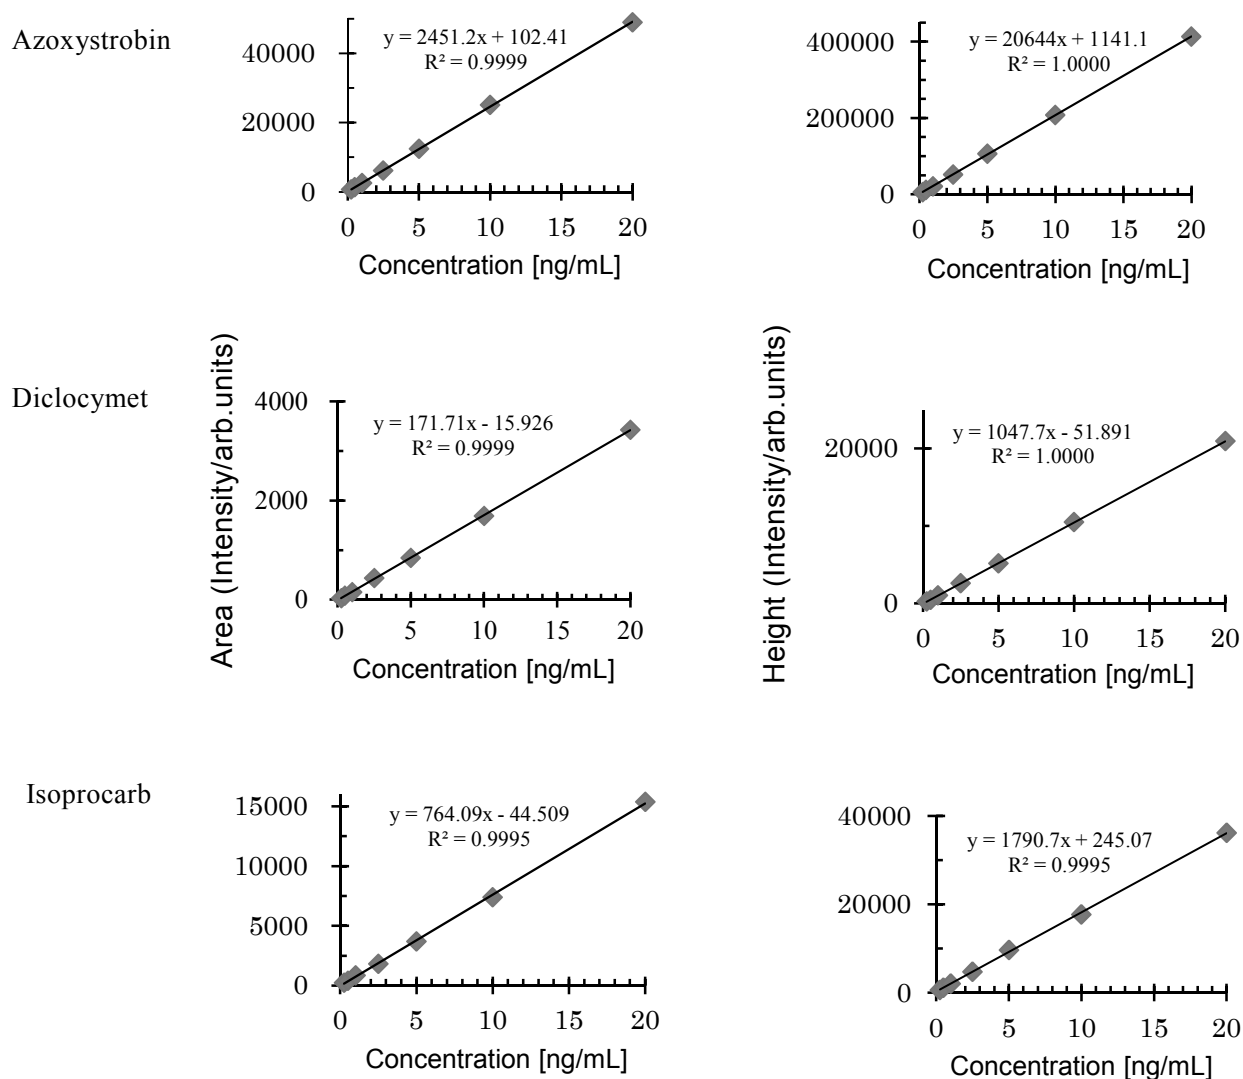 Azoxystrobin
40000
20000
0
y = 2451.2x + 102.41
R² = 0.9999
0 5 10 15 20
Concentration [ng/mL]
400000
200000
0
y = 20644x + 1141.1
R² = 1.0000
0 5 10 15 20
Concentration [ng/mL]
Diclocymet
Area (Intensity/arb.units)
4000
2000
0
y = 171.71x - 15.926
R² = 0.9999
0 5 10 15 20
Concentration [ng/mL]
Height (Intensity/arb.units)
20000
0
y = 1047.7x - 51.891
R² = 1.0000
0 5 10 15 20
Concentration [ng/mL]
Isoprocarb
15000
10000
5000
0
y = 764.09x - 44.509
R² = 0.9995
0 5 10 15 20
Concentration [ng/mL]
40000
20000
0
y = 1790.7x + 245.07
R² = 0.9995
0 5 10 15 20
Concentration [ng/mL]